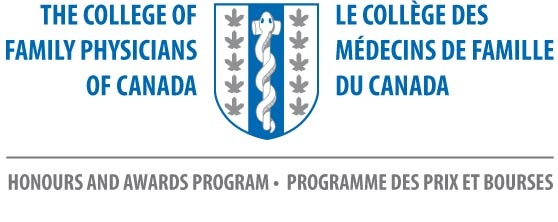 THE COLLEGE OF
FAMILY PHYSICIANS
OF CANADA
LE COLLÈGE DES
MÉDECINS DE FAMILLE
DU CANADA
HONOURS AND AWARDS PROGRAM • PROGRAMME DES PRIX ET BOURSES